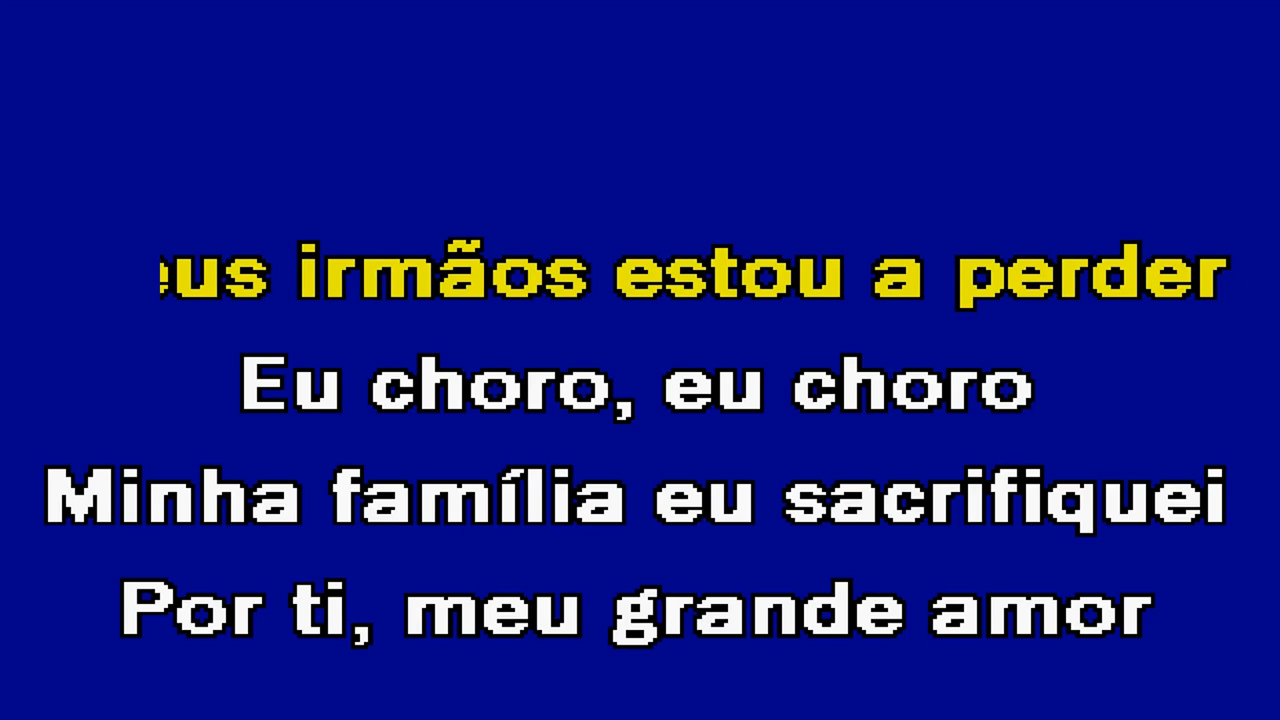 eus irmãos estou a perder
Eu choro, eu choro
Minha família eu sacrifiquei
Por ti, meu grande amor